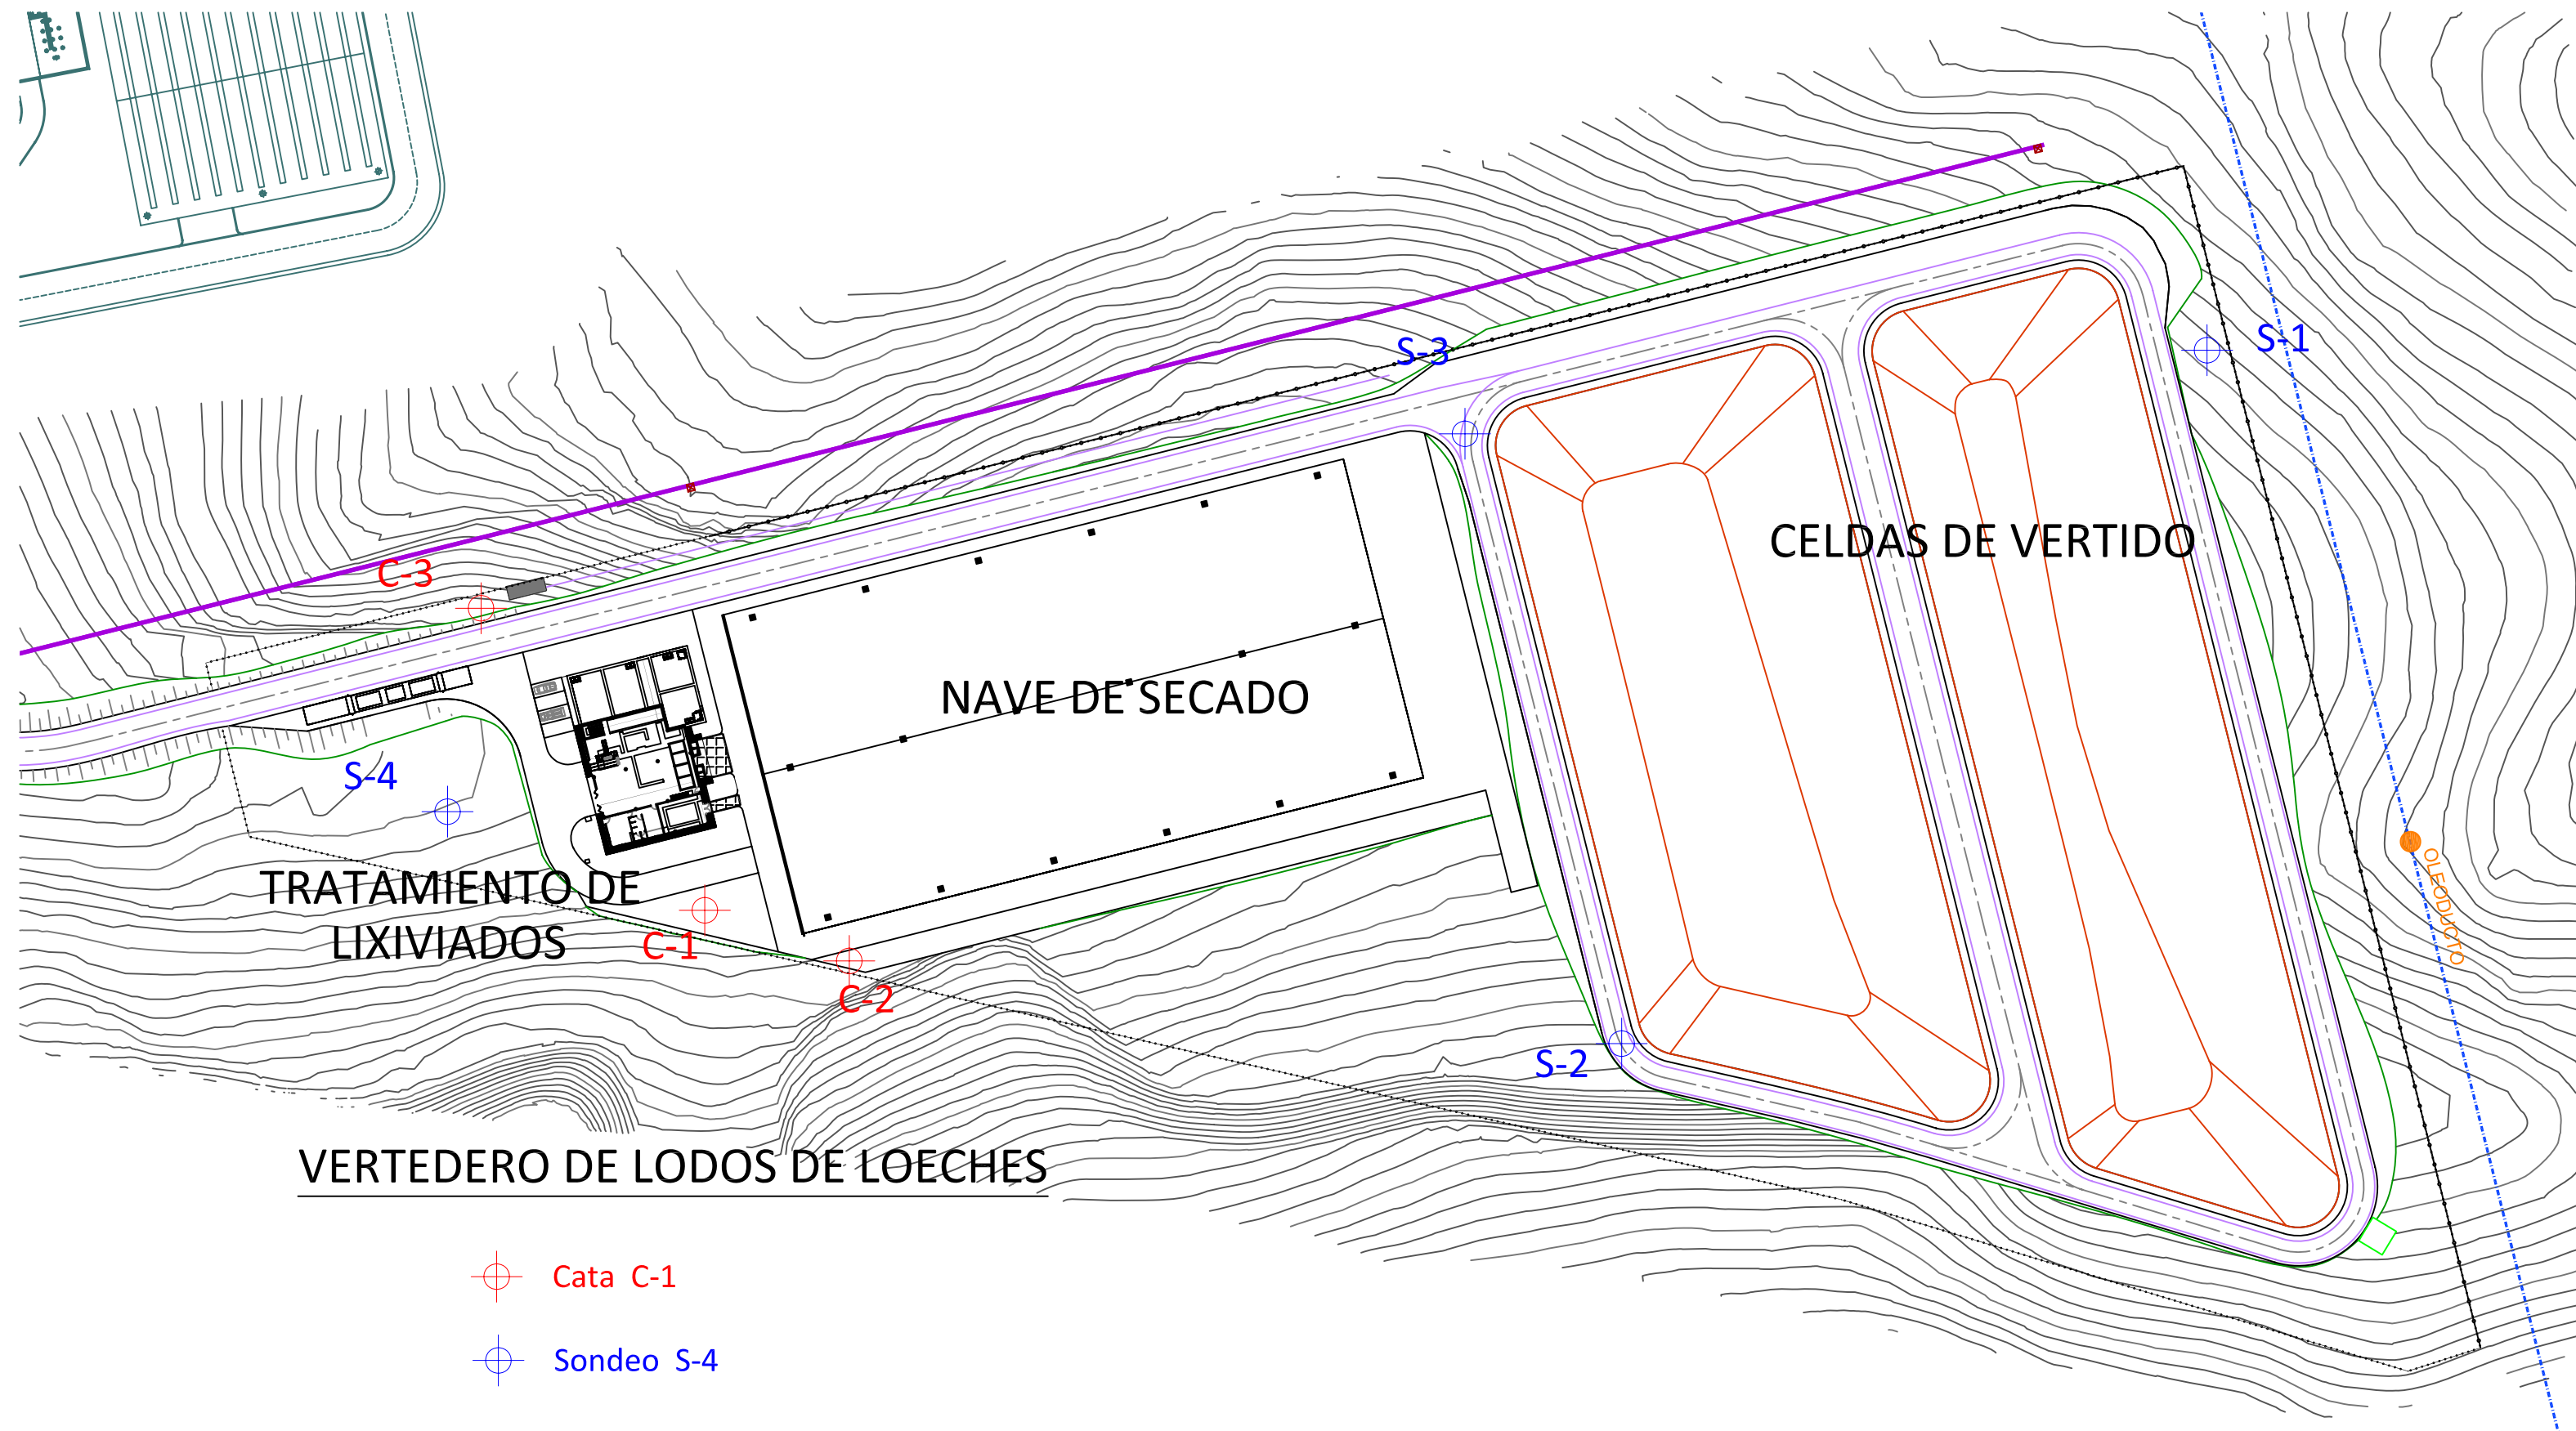 S-3
S-1
CELDAS DE VERTIDO
C-3
NAVE DE SECADO
S-4
OLEODUCTO
TRATAMIENTO DE
LIXIVIADOS
C-1
C-2
S-2
VERTEDERO DE LODOS DE LOECHES
Cata C-1
Sondeo S-4